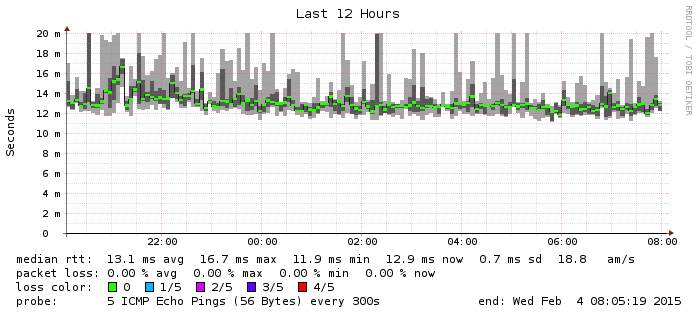 Last 12 Hours
RRDTOOL / TOBI OETIKER
Seconds
20 m
18 m
16 m
14 m
12 m
10 m
8 m
6 m
4 m
2 m
0
22:00 00:00 02:00 04:00 06:00 08:00
median rtt: 13.1 ms avg 16.7 ms max 11.9 ms min 12.9 ms now 0.7 ms sd 18.8 am/s
packet loss: 0.00 % avg 0.00 % max 0.00 % min 0.00 % now
loss color: 0 1/5 2/5 3/5 4/5
probe: 5 ICMP Echo Pings (56 Bytes) every 300s end: Wed Feb 4 08:05:19 2015